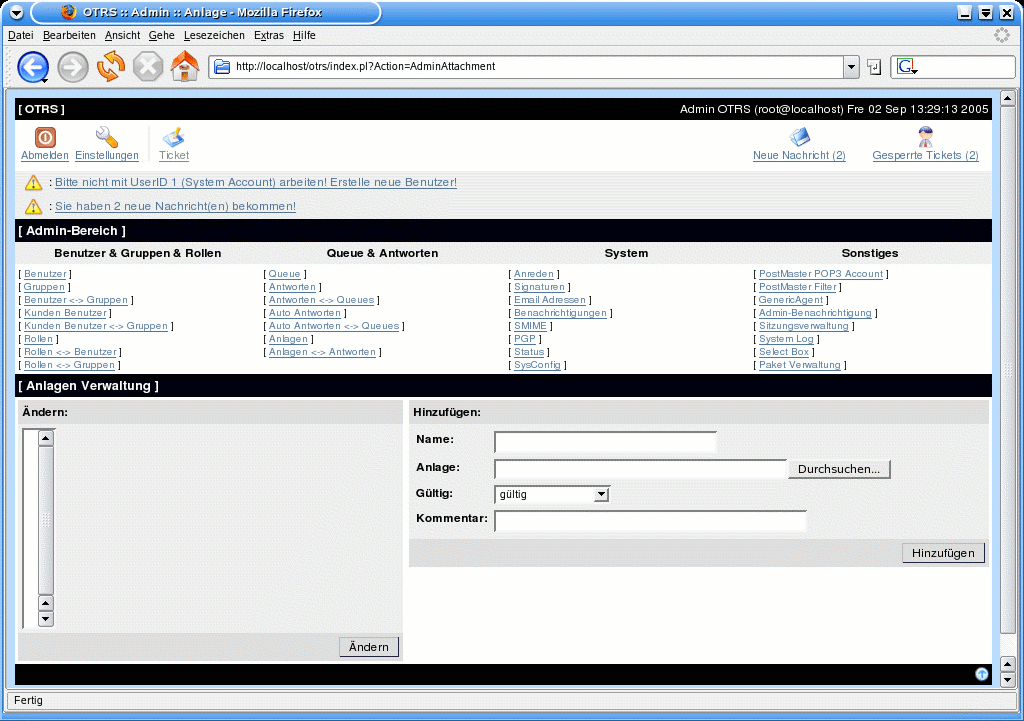 OTRS :: Admin :: Anlage - Mozilla Firefox
Datei Bearbeiten Ansicht Gehe Lesezeichen Extras Hilfe
http://localhost/otrs/index.pl?Action=AdminAttachment
G
[ OTRS ] Admin OTRS (root@localhost) Fre 02 Sep 13:29:13 2005
Abmelden Einstellungen Ticket Neue Nachricht (2) Gesperrte Tickets (2)
: Bitte nicht mit UserID 1 (System Account) arbeiten! Erstelle neue Benutzer!
: Sie haben 2 neue Nachricht(en) bekommen!
[ Admin-Bereich ]
Benutzer & Gruppen & Rollen Queue & Antworten System Sonstiges
[ Benutzer ] [ Queue ] [ Anreden ] [ PostMaster POP3 Account ]
[ Gruppen ] [ Antworten ] [ Signaturen ] [ PostMaster Filter ]
[ Benutzer <-> Gruppen ] [ Antworten <-> Queues ] [ Email Adressen ] [ GenericAgent ]
[ Kunden Benutzer ] [ Auto Antworten ] [ Benachrichtigungen ] [ Admin-Benachrichtigung ]
[ Kunden Benutzer <-> Gruppen ] [ Auto Antworten <-> Queues ] [ SMIME ] [ Sitzungsverwaltung ]
[ Rollen ] [ Anlagen ] [ PGP ] [ System Log ]
[ Rollen <-> Benutzer ] [ Anlagen <-> Antworten ] [ Status ] [ Select Box ]
[ Rollen <-> Gruppen ] [ SysConfig ] [ Paket Verwaltung ]
[ Anlagen Verwaltung ]
Ändern: Hinzufügen:
Name:
Anlage: Durchsuchen...
Gültig: gültig
Kommentar:
Hinzufügen
Ändern
Fertig